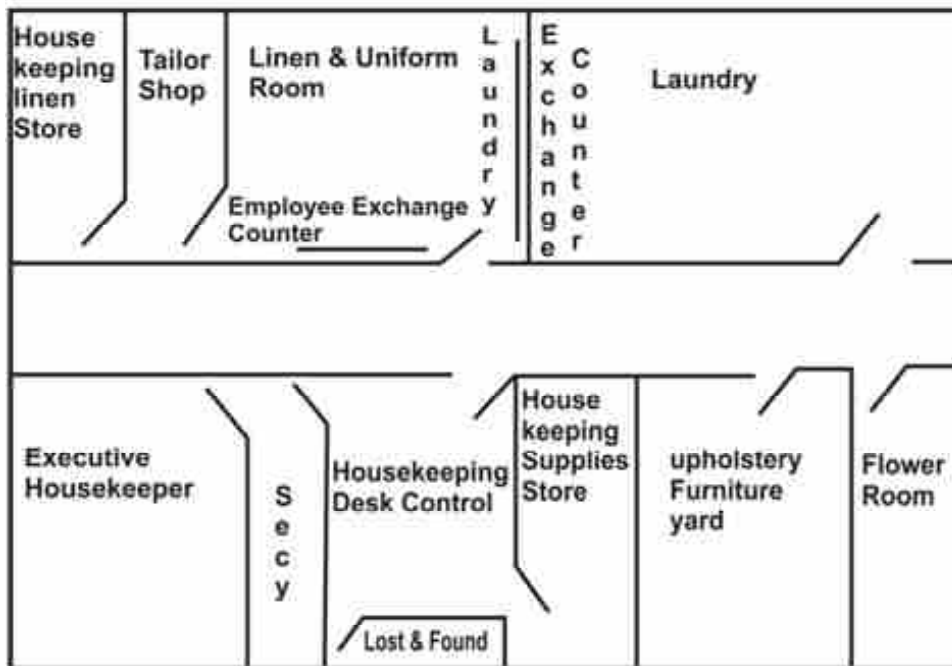 House
keeping
linen
Store
Tailor
Shop
Linen & Uniform
Room
Employee Exchange
Counter
Laundry
Exchange
Counter
Laundry
Executive
Housekeeper
Secy
Housekeeping
Desk Control
Lost & Found
House
keeping
Supplies
Store
upholstery
Furniture
yard
Flower
Room